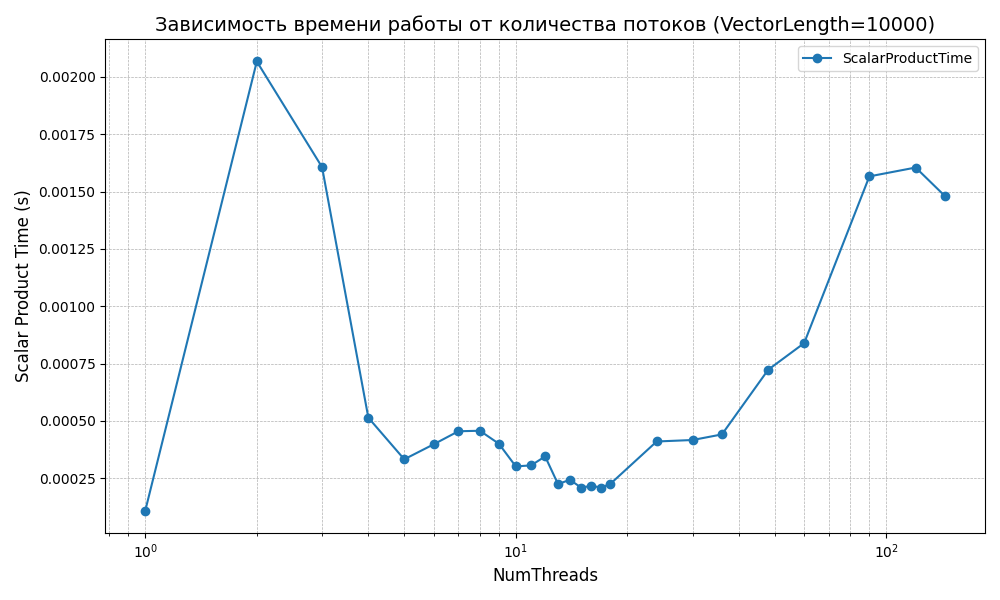 Зависимость времени работы от количества потоков (VectorLength=10000)
ScalarProductTime
Scalar Product Time (s)
0.00200
0.00175
0.00150
0.00125
0.00100
0.00075
0.00050
0.00025
10⁰
10¹
10²
NumThreads